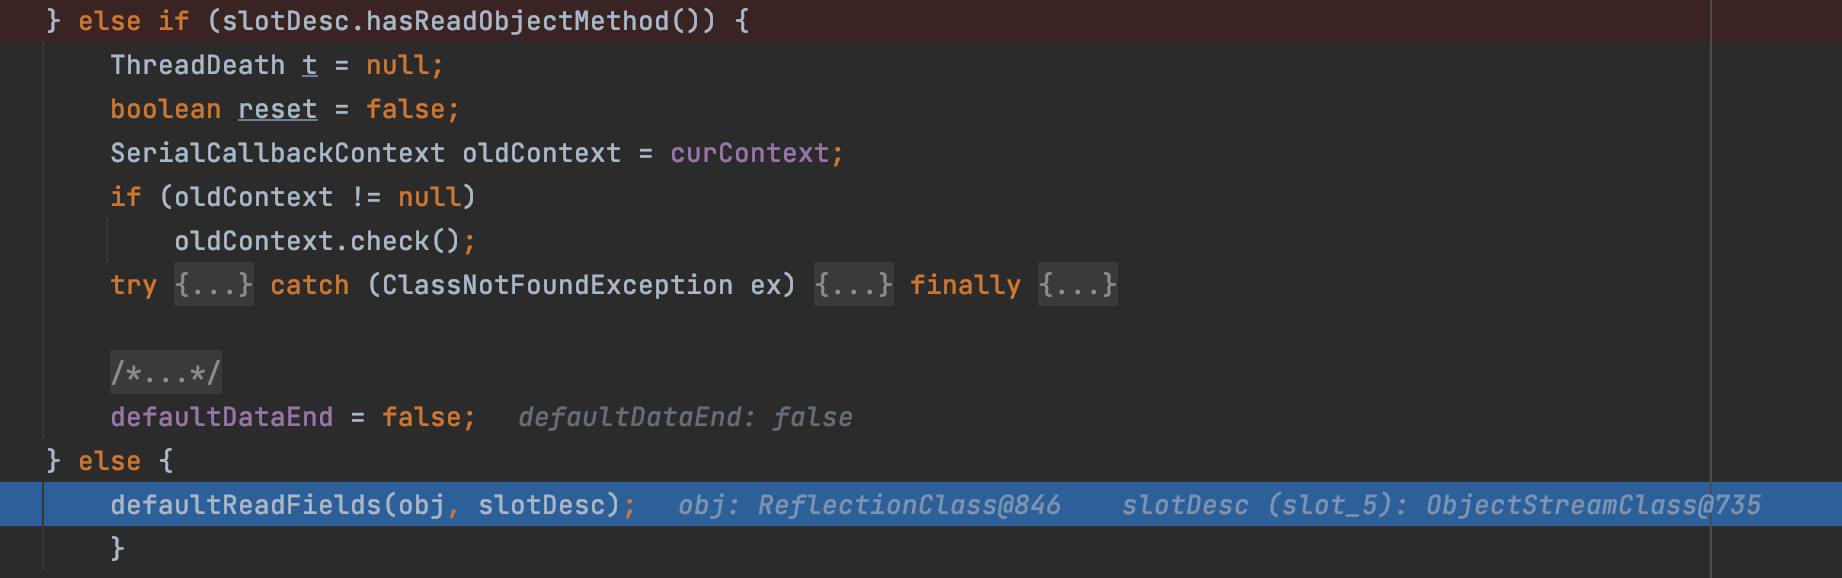 } else if (slotDesc.hasReadObjectMethod()) {
ThreadDeath t = null;
boolean reset = false;
SerialCallbackContext oldContext = curContext;
if (oldContext != null)
oldContext.check();
try {...} catch (ClassNotFoundException ex) {...} finally {...}
/*...*/
defaultDataEnd = false; defaultDataEnd: false
} else {
defaultReadFields(obj, slotDesc); obj: ReflectionClass@846 slotDesc (slot_5): ObjectStreamClass@735
}